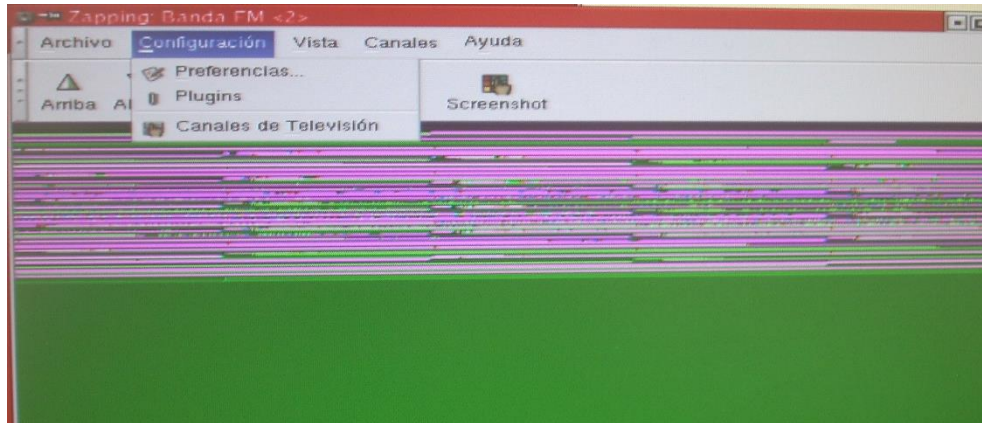 Zapping: Banda FM <2>
Archivo Configuración Vista Canales Ayuda
Preferencias...
Plugins
Canales de Televisión
Arriba
Screenshot